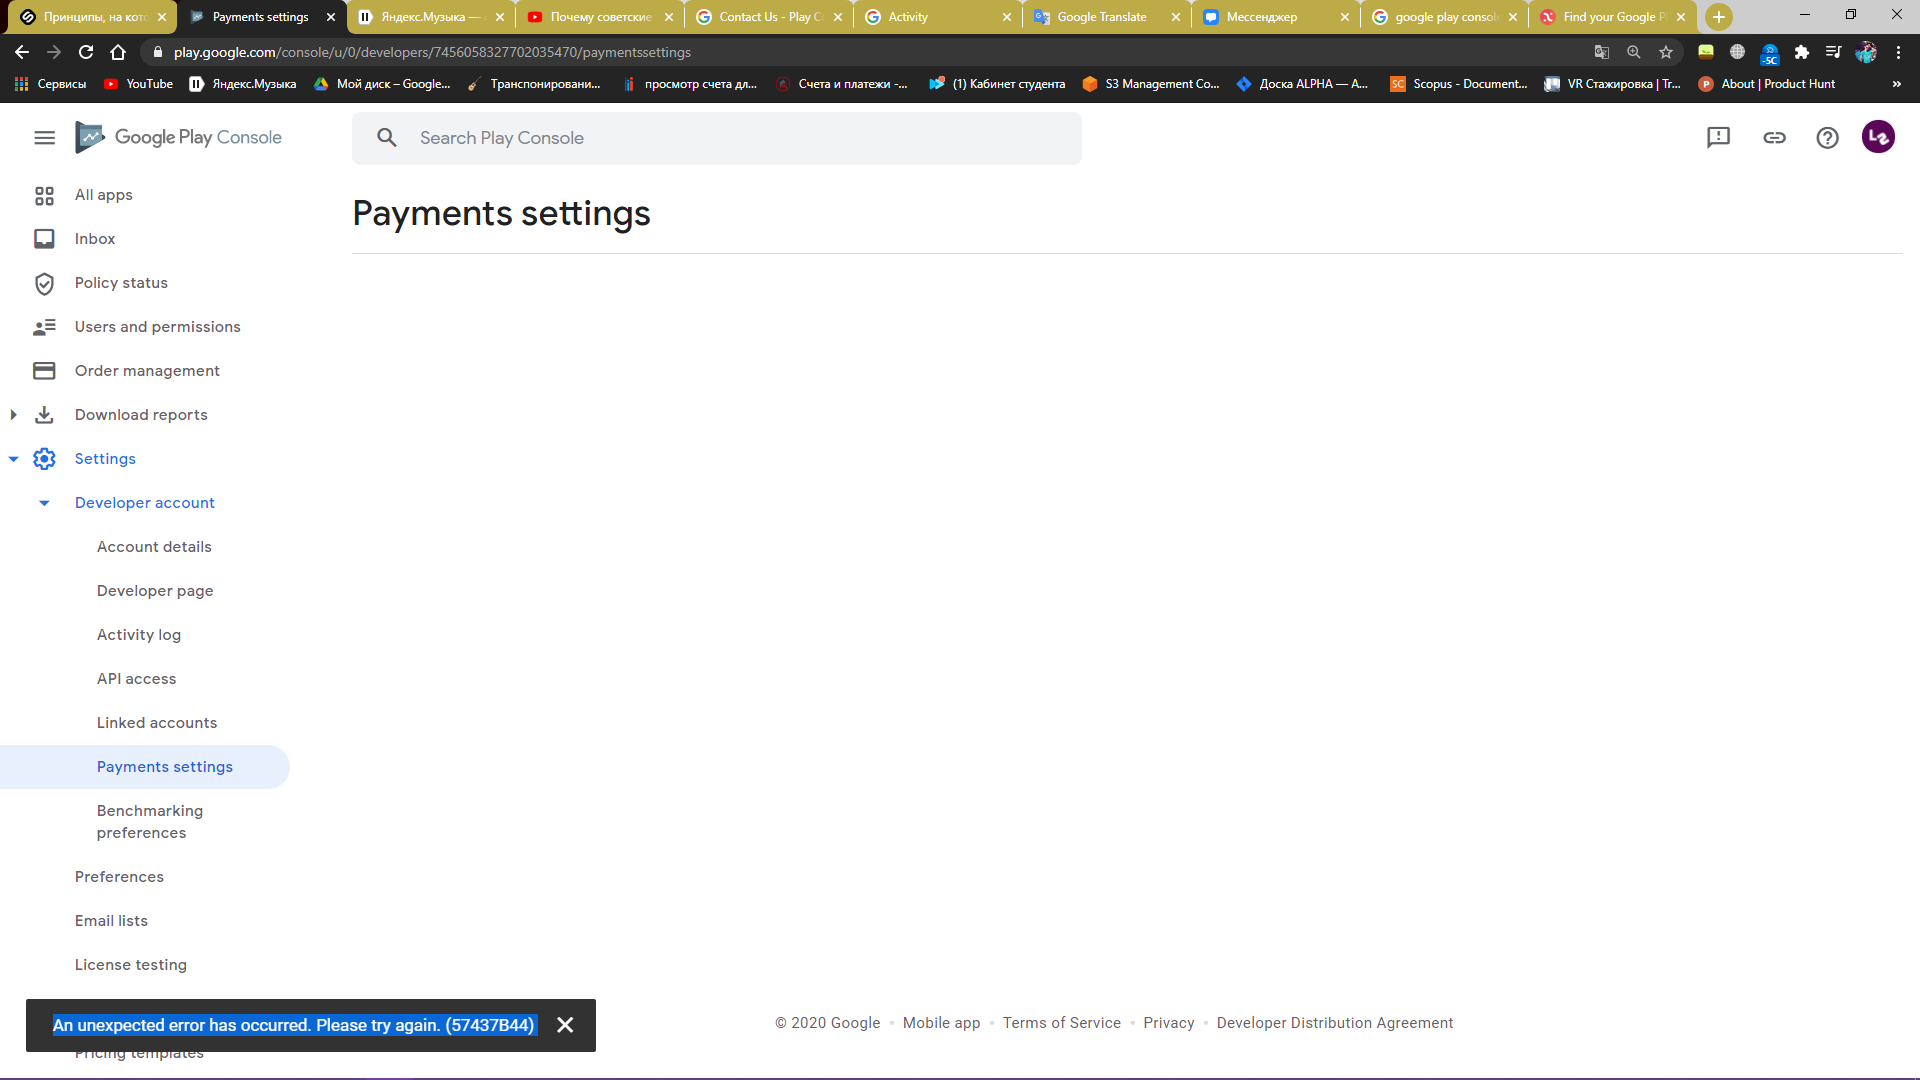 Принципы, на кото
Payments settings
Яндекс.Музыка —
Почему советские
Contact Us - Play Co
Activity
Google Translate
Мессенджер
google play consol
Find your Google P
play.google.com/console/u/0/developers/7456058327702035470/paymentssettings
-5C
Сервисы
YouTube
Яндекс.Музыка
Мой диск – Google...
Транспонировани...
просмотр счета дл...
Счета и платежи -...
(1) Кабинет студента
S3 Management Co...
Доска ALPHA — A...
SC
Scopus - Document...
VR Стажировка | Tr...
About | Product Hunt
»
Google Play Console
Search Play Console
All apps
Inbox
Policy status
Users and permissions
Order management
Download reports
Settings
Developer account
Account details
Developer page
Activity log
API access
Linked accounts
Payments settings
Benchmarking
preferences
Preferences
Email lists
License testing
Pricing templates
Payments settings
An unexpected error has occurred. Please try again. (57437B44)
© 2020 Google • Mobile app • Terms of Service • Privacy • Developer Distribution Agreement